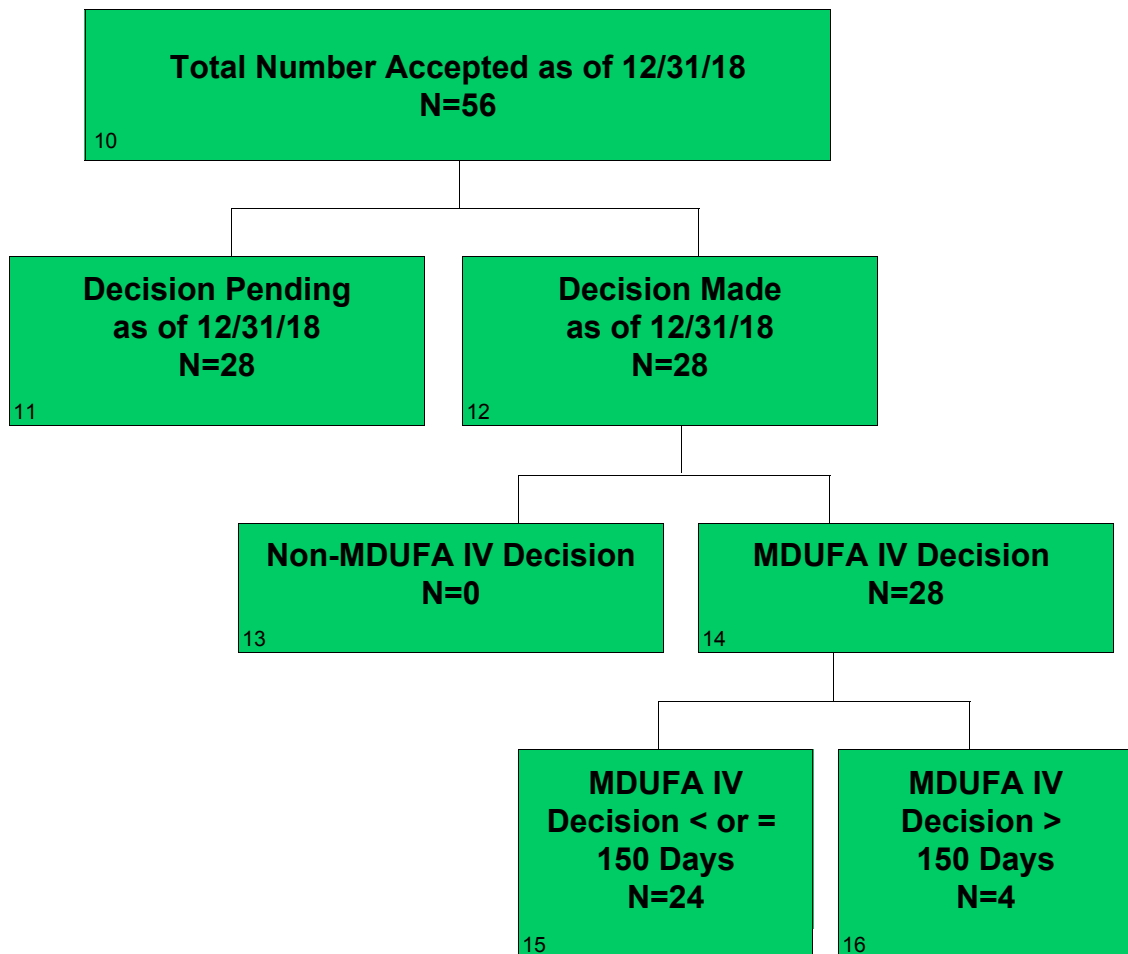 Total Number Accepted as of 12/31/18
N=56
10
Decision Pending
as of 12/31/18
N=28
11
Decision Made
as of 12/31/18
N=28
12
Non-MDUFA IV Decision
N=0
13
MDUFA IV Decision
N=28
14
MDUFA IV
Decision < or =
150 Days
N=24
15
MDUFA IV
Decision >
150 Days
N=4
16